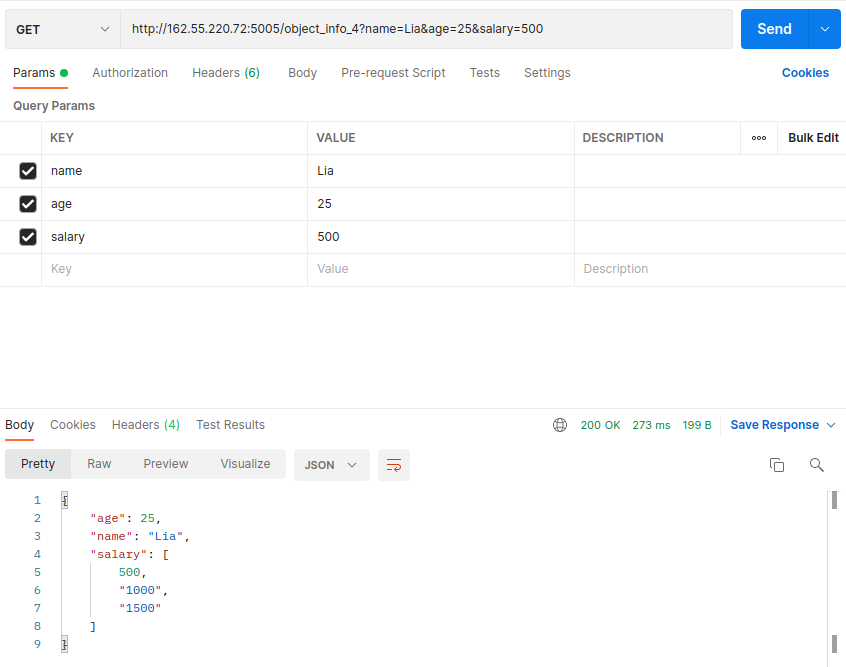 GET http://162.55.220.72:5005/object_info_4?name=Lia&age=25&salary=500 Send
Params Authorization Headers (6) Body Pre-request Script Tests Settings Cookies
Query Params
KEY VALUE DESCRIPTION Bulk Edit
name Lia
age 25
salary 500
Key Value Description
Body Cookies Headers (4) Test Results 200 OK 273 ms 199 B Save Response
Pretty Raw Preview Visualize JSON
1 {
2 "age": 25,
3 "name": "Lia",
4 "salary": [
5 500,
6 "1000",
7 "1500"
8 ]
9 }